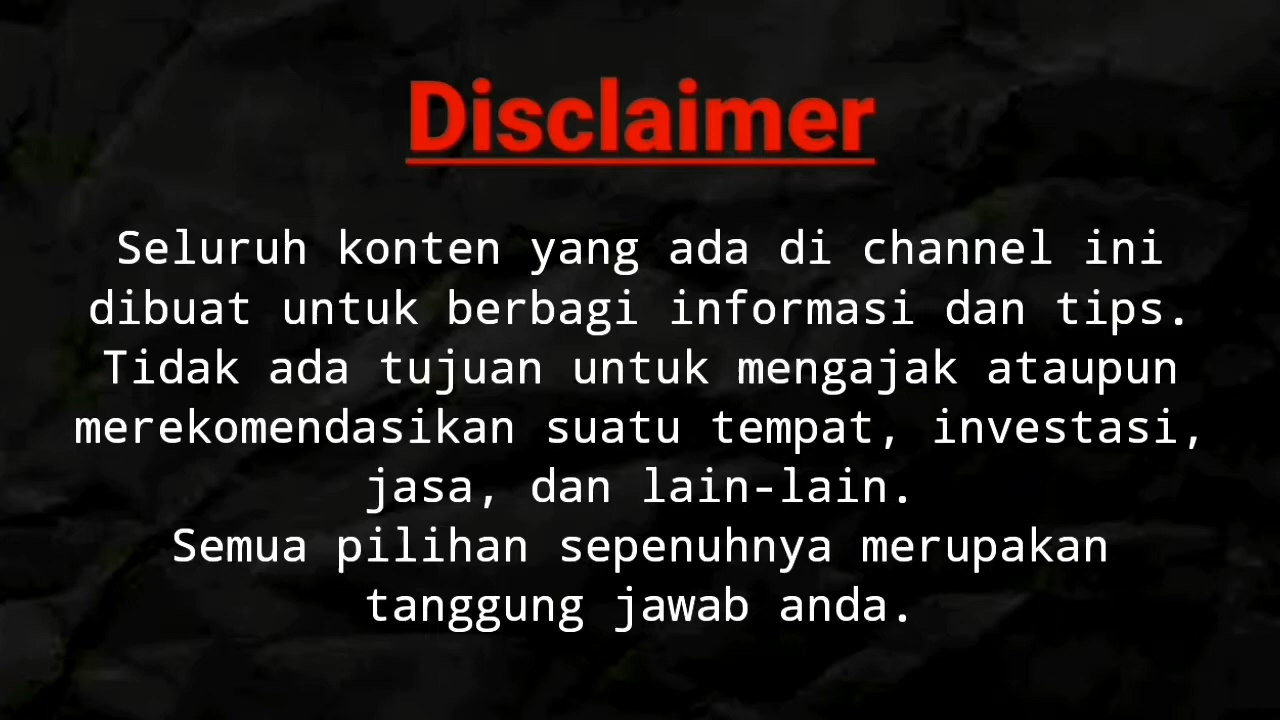 Disclaimer
Seluruh konten yang ada di channel ini
dibuat untuk berbagi informasi dan tips.
Tidak ada tujuan untuk mengajak ataupun
merekomendasikan suatu tempat, investasi,
jasa, dan lain-lain.
Semua pilihan sepenuhnya merupakan
tanggung jawab anda.